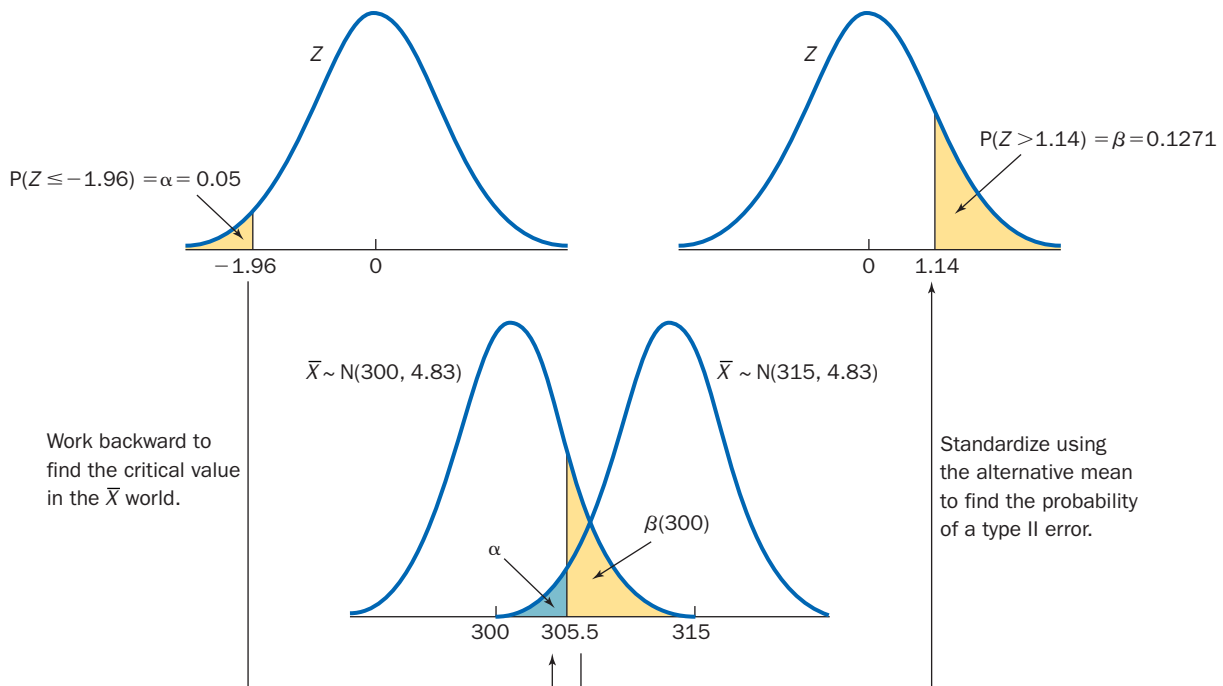 Z
Z
P(Z ≤ −1.96) = α = 0.05
P(Z > 1.14) = β = 0.1271
−1.96
0
0
1.14
X̅ ~ N(300, 4.83)
X̅ ~ N(315, 4.83)
Work backward to
find the critical value
in the X̅ world.
Standardize using
the alternative mean
to find the probability
of a type II error.
β(300)
α
300
305.5
315